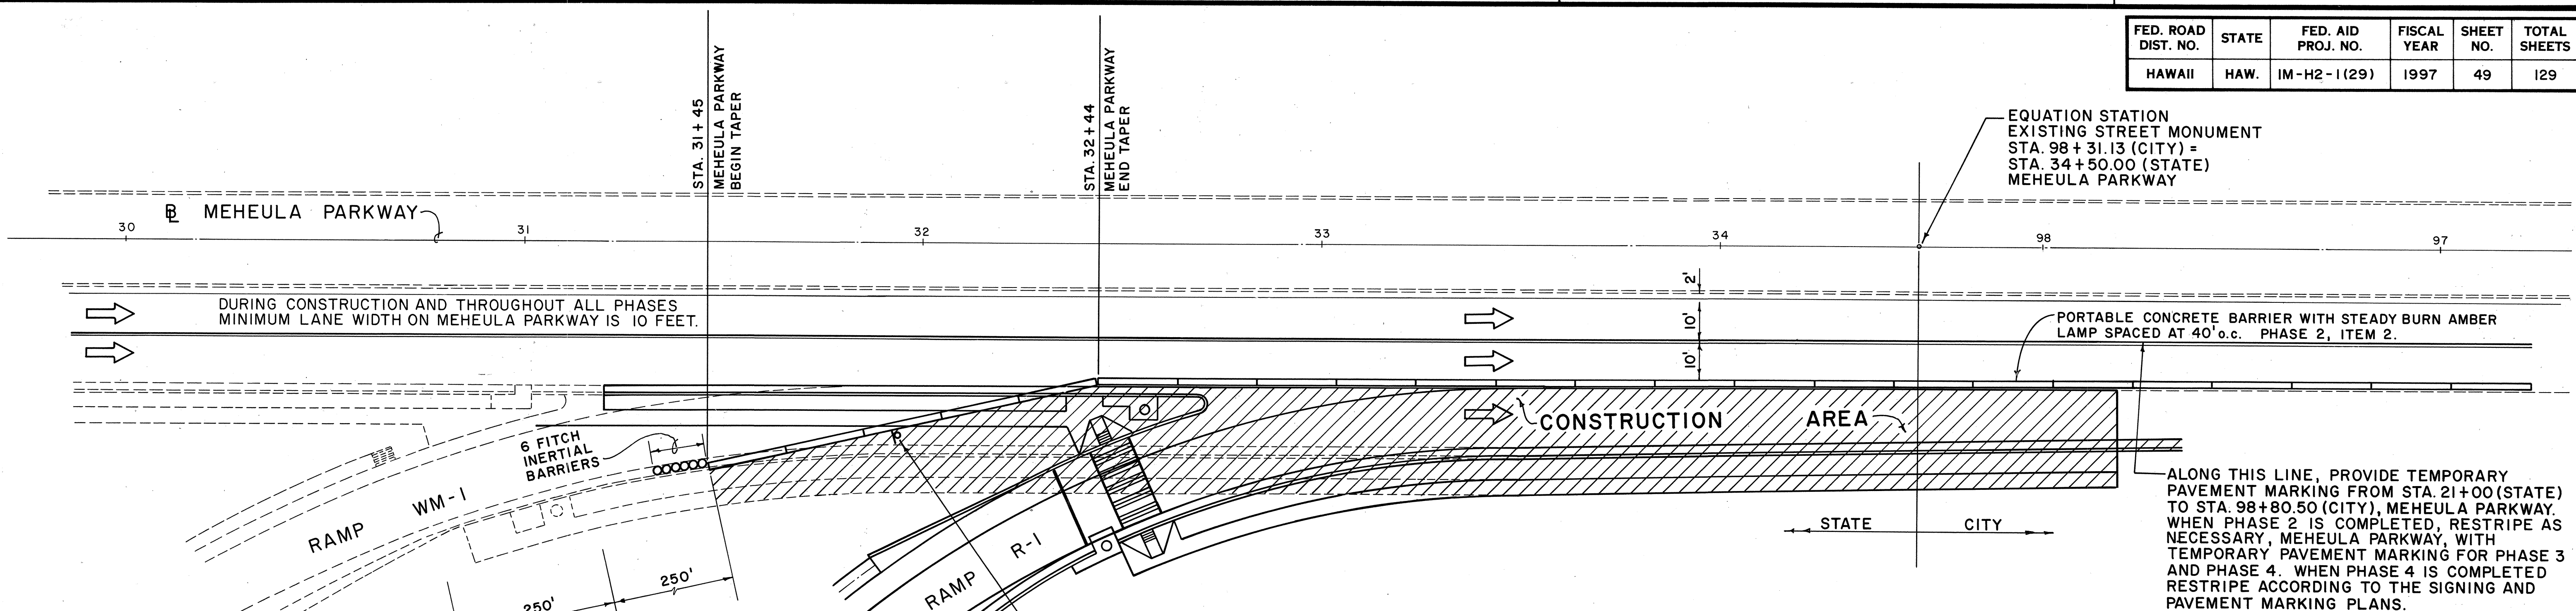 FED. ROAD DIST. NO. STATE FED. AID PROJ. NO. FISCAL YEAR SHEET NO. TOTAL SHEETS
HAWAII HAW. IM-H2-1(29) 1997 49 129
STA. 31+45
MEHEULA PARKWAY
BEGIN TAPER
STA. 32+44
MEHEULA PARKWAY
END TAPER
EQUATION STATION
EXISTING STREET MONUMENT
STA. 98+31.13 (CITY) =
STA. 34+50.00 (STATE)
MEHEULA PARKWAY
BL MEHEULA PARKWAY
30 31 32 33 34 98 97
DURING CONSTRUCTION AND THROUGHOUT ALL PHASES
MINIMUM LANE WIDTH ON MEHEULA PARKWAY IS 10 FEET.
2'
10'
10'
PORTABLE CONCRETE BARRIER WITH STEADY BURN AMBER
LAMP SPACED AT 40' o.c. PHASE 2, ITEM 2.
CONSTRUCTION AREA
6 FITCH
INERTIAL
BARRIERS
RAMP WM-1
RAMP R-1
250'
250'
STATE CITY
ALONG THIS LINE, PROVIDE TEMPORARY
PAVEMENT MARKING FROM STA. 21+00 (STATE)
TO STA. 98+80.50 (CITY), MEHEULA PARKWAY.
WHEN PHASE 2 IS COMPLETED, RESTRIPE AS
NECESSARY, MEHEULA PARKWAY, WITH
TEMPORARY PAVEMENT MARKING FOR PHASE 3
AND PHASE 4. WHEN PHASE 4 IS COMPLETED
RESTRIPE ACCORDING TO THE SIGNING AND
PAVEMENT MARKING PLANS.